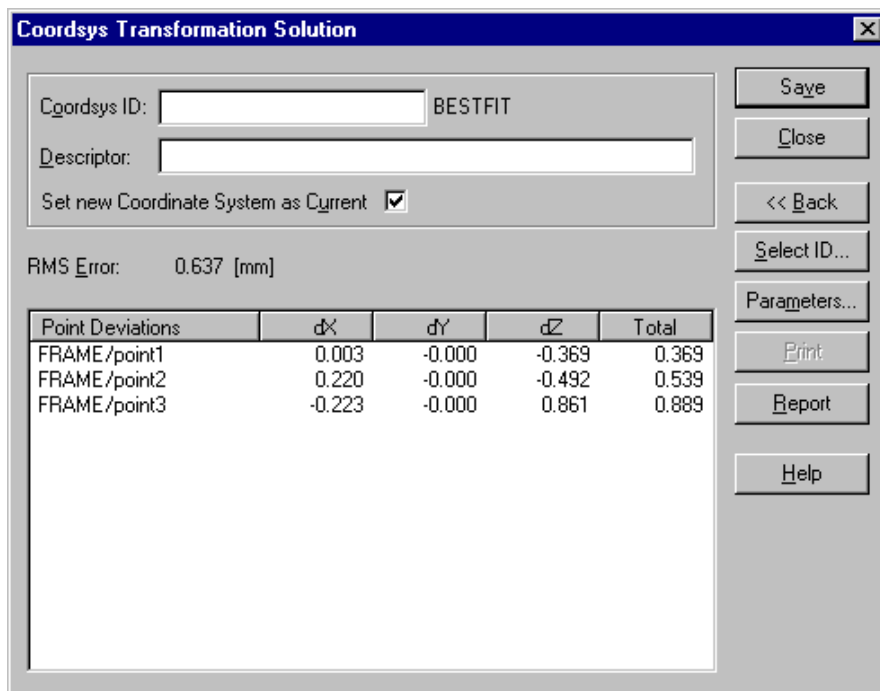 Coordsys Transformation Solution
Coordsys ID: BESTFIT
Descriptor:
Set new Coordinate System as Current
RMS Error: 0.637 [mm]
Point Deviations dX dY dZ Total
FRAME/point1 0.003 -0.000 -0.369 0.369
FRAME/point2 0.220 -0.000 -0.492 0.539
FRAME/point3 -0.223 -0.000 0.861 0.889
Save
Close
<< Back
Select ID...
Parameters...
Print
Report
Help